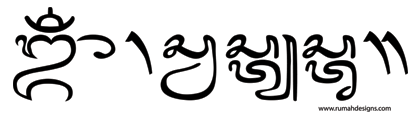 ᬒᬁ᭞ᬲ᭄ᬯᬲ᭄ᬢ᭄ᬬᬲ᭄ᬢᬸ᭟
www.rumahdesigns.com